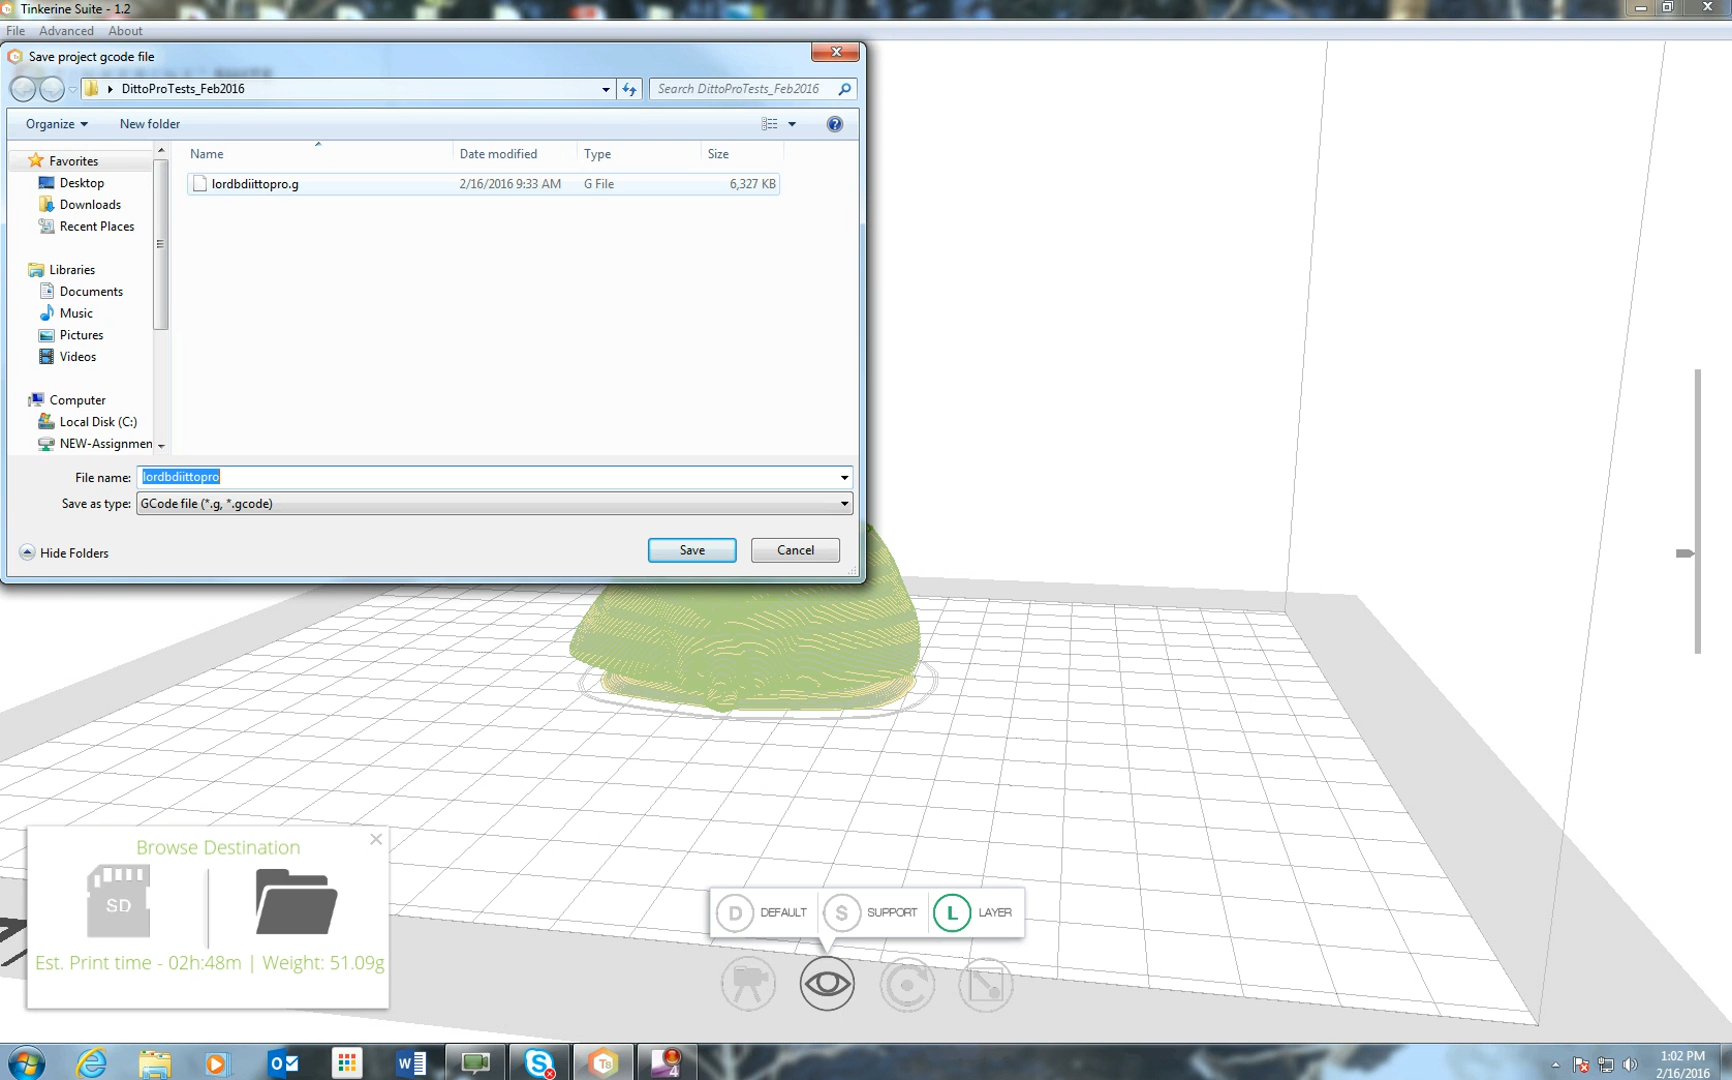 Tinkerine Suite - 1.2
File Advanced About
Save project gcode file
DittoProTests_Feb2016
Search DittoProTests_Feb2016
Organize
New folder
Name Date modified Type Size
lordbdiittopro.g 2/16/2016 9:33 AM G File 6,327 KB
Favorites
Desktop
Downloads
Recent Places
Libraries
Documents
Music
Pictures
Videos
Computer
Local Disk (C:)
NEW-Assignmen
File name: lordbdiittopro
Save as type: GCode file (*.g, *.gcode)
Hide Folders
Save
Cancel
Browse Destination
SD
Est. Print time - 02h:48m | Weight: 51.09g
D DEFAULT S SUPPORT L LAYER
4
1:02 PM
2/16/2016